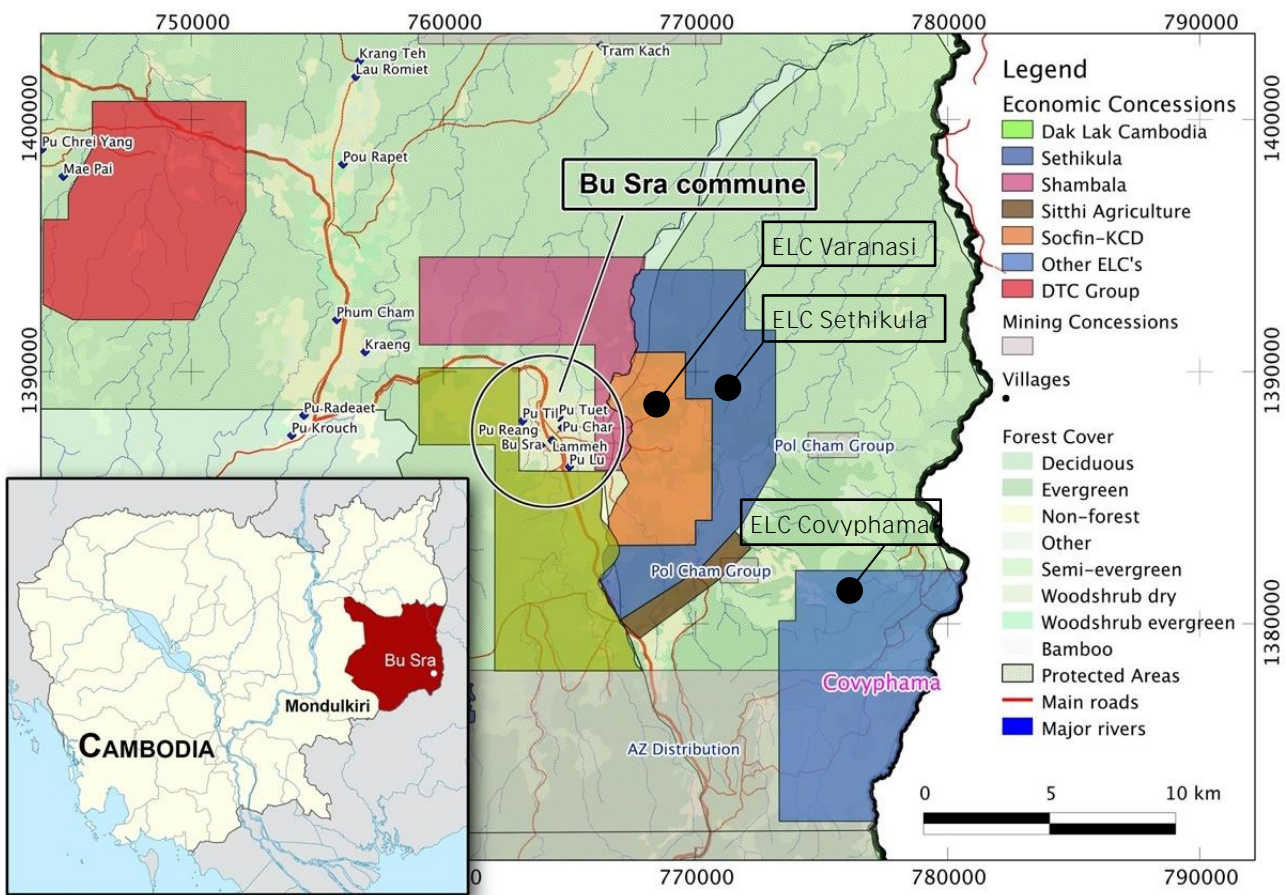 750000
760000
770000
780000
790000
1400000
1390000
1380000
1400000
1390000
1380000
Krang Teh
Lau Romiet
Tram Kach
Pu Chrei Yang
Mae Pai
Pou Rapet
Bu Sra commune
ELC Varanasi
ELC Sethikula
Phum Cham
Kraeng
Pu Radeaet
Pu Krouch
Pu Til
Pu Tuet
Pu Reang
Pu Char
Bu Sra
Lammeh
Pu Lu
Pol Cham Group
ELC Covyphama
Pol Cham Group
Covyphama
AZ Distribution
Bu Sra
Mondulkiri
CAMBODIA
Legend
Economic Concessions
Dak Lak Cambodia
Sethikula
Shambala
Sitthi Agriculture
Socfin-KCD
Other ELC's
DTC Group
Mining Concessions
Villages
Forest Cover
Deciduous
Evergreen
Non-forest
Other
Semi-evergreen
Woodshrub dry
Woodshrub evergreen
Bamboo
Protected Areas
Main roads
Major rivers
0 5 10 km
770000
780000
790000